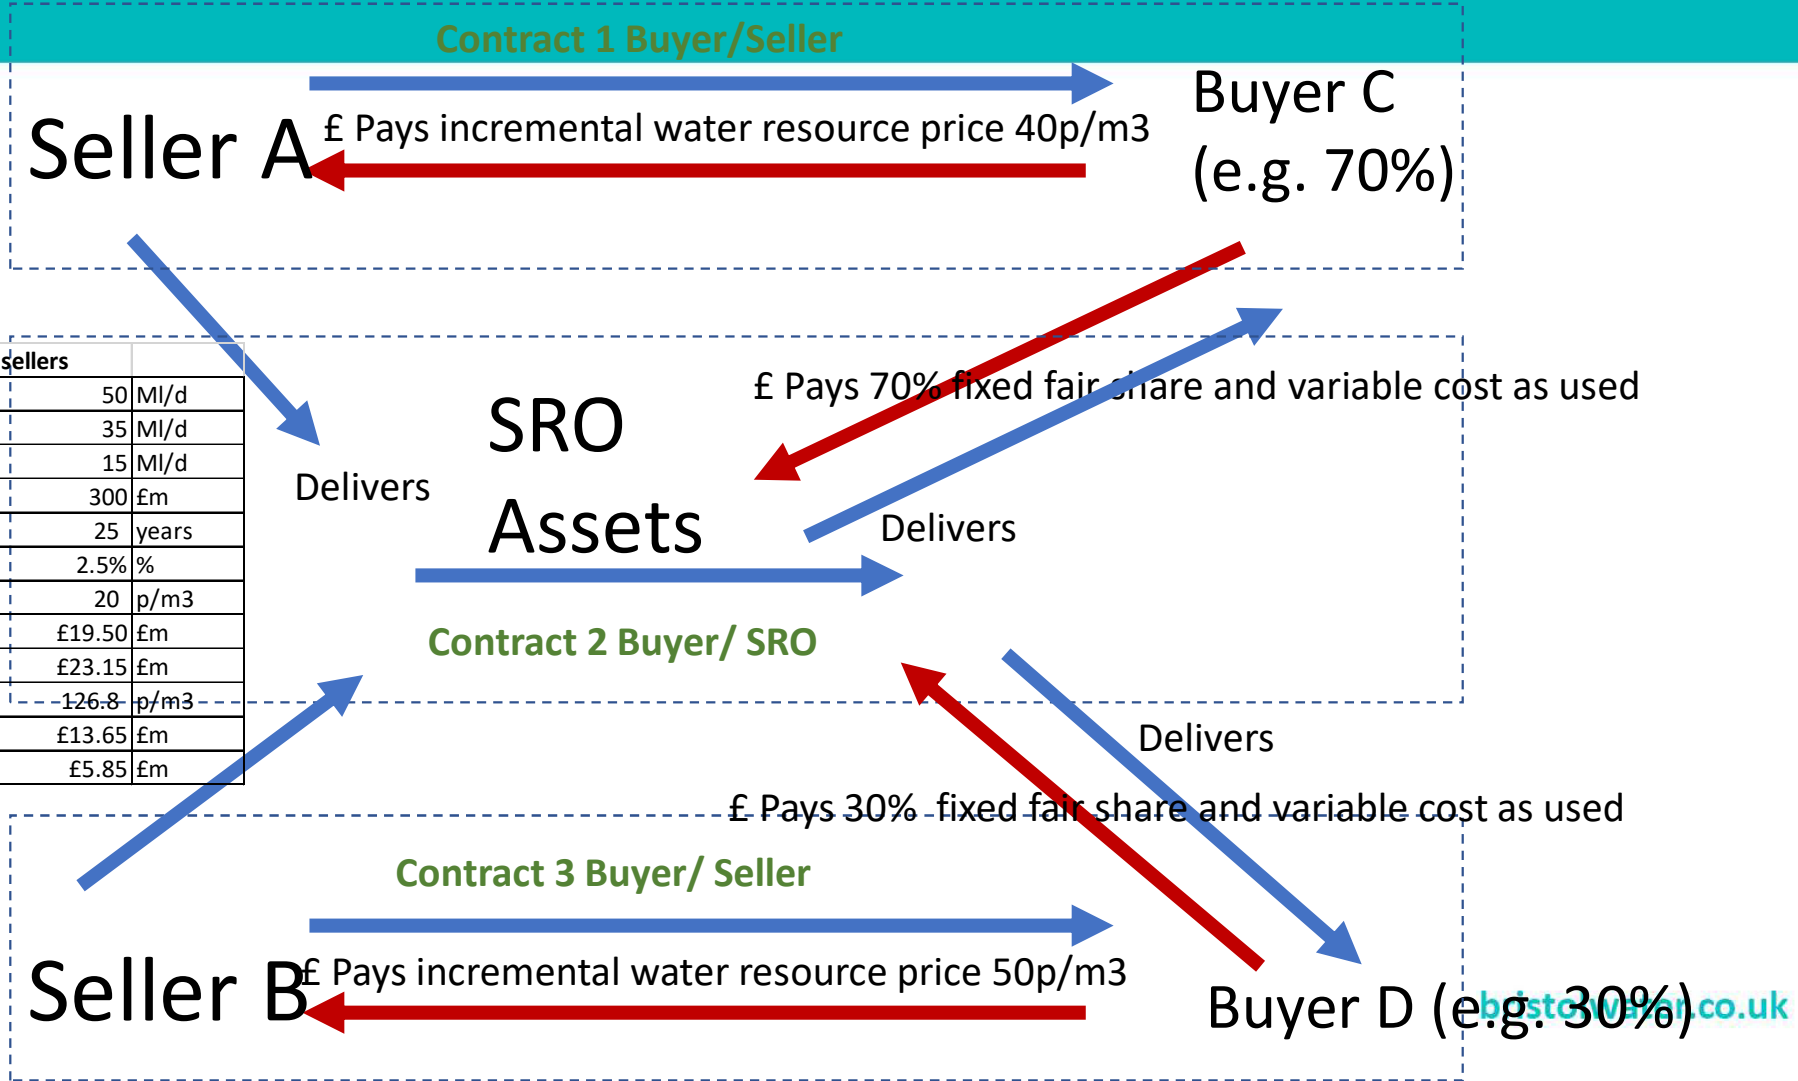 Contract 1 Buyer/Seller
Seller A
£ Pays incremental water resource price 40p/m3
Buyer C
(e.g. 70%)
sellers
50 Ml/d
35 Ml/d
15 Ml/d
300 £m
25 years
2.5% %
20 p/m3
£19.50 £m
£23.15 £m
126.8 p/m3
£13.65 £m
£5.85 £m
£ Pays 70% fixed fair share and variable cost as used
SRO
Assets
Delivers
Delivers
Contract 2 Buyer/ SRO
Delivers
£ Pays 30% fixed fair share and variable cost as used
Contract 3 Buyer/ Seller
Seller B
£ Pays incremental water resource price 50p/m3
Buyer D (e.g. 30%)
bristolwater.co.uk